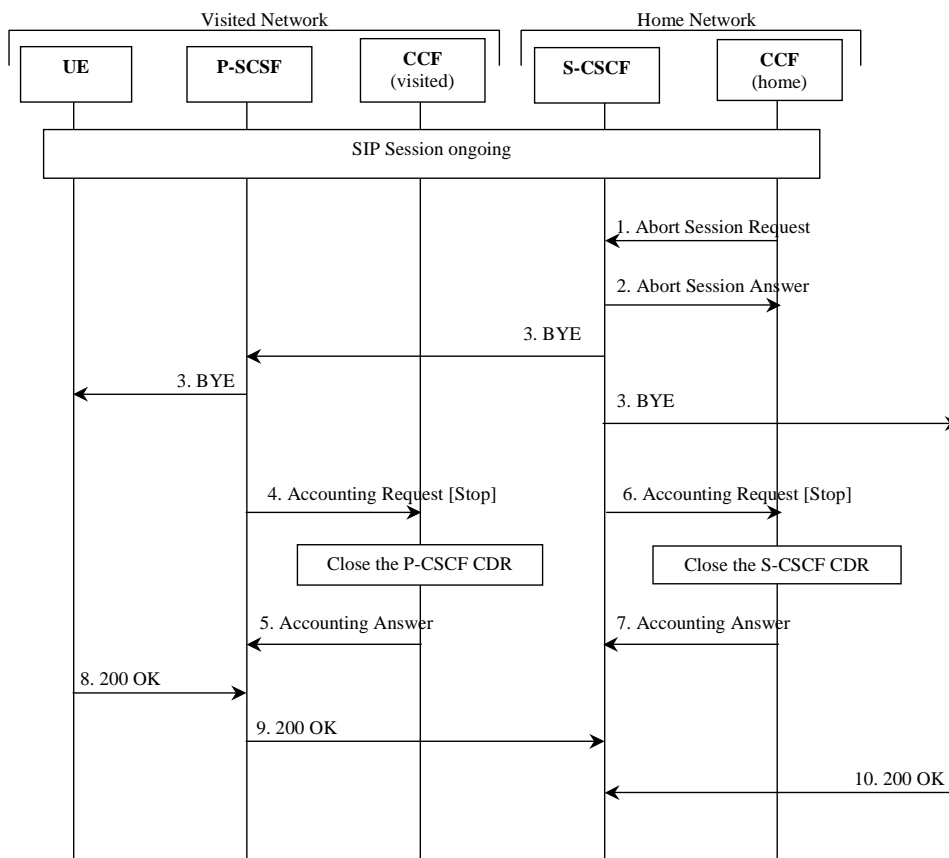 Visited Network
Home Network
UE
P-SCSF
CCF
(visited)
S-CSCF
CCF
(home)
SIP Session ongoing
1. Abort Session Request
2. Abort Session Answer
3. BYE
3. BYE
3. BYE
4. Accounting Request [Stop]
6. Accounting Request [Stop]
Close the P-CSCF CDR
Close the S-CSCF CDR
5. Accounting Answer
7. Accounting Answer
8. 200 OK
9. 200 OK
10. 200 OK